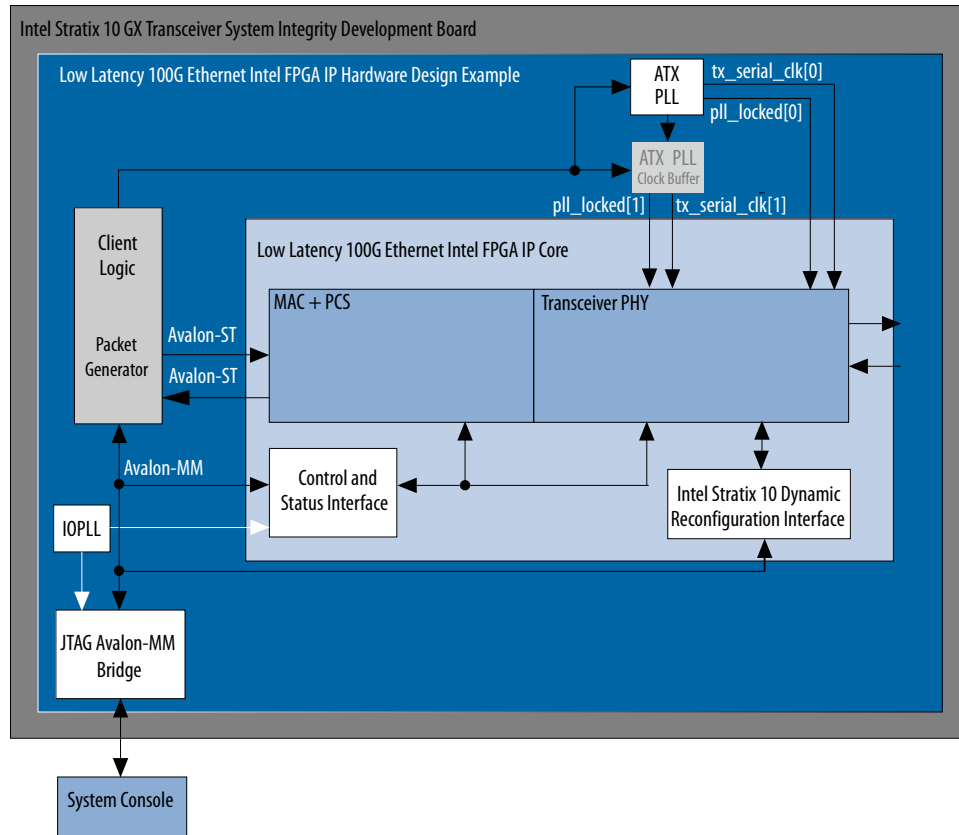 Intel Stratix 10 GX Transceiver System Integrity Development Board
Low Latency 100G Ethernet Intel FPGA IP Hardware Design Example
ATX
PLL
tx_serial_clk[0]
pll_locked[0]
ATX PLL
Clock Buffer
pll_locked[1]
tx_serial_clk[1]
Client
Logic
Packet
Generator
Low Latency 100G Ethernet Intel FPGA IP Core
MAC + PCS
Transceiver PHY
Avalon-ST
Avalon-ST
Avalon-MM
Control and
Status Interface
Intel Stratix 10 Dynamic
Reconfiguration Interface
IOPLL
JTAG Avalon-MM
Bridge
System Console